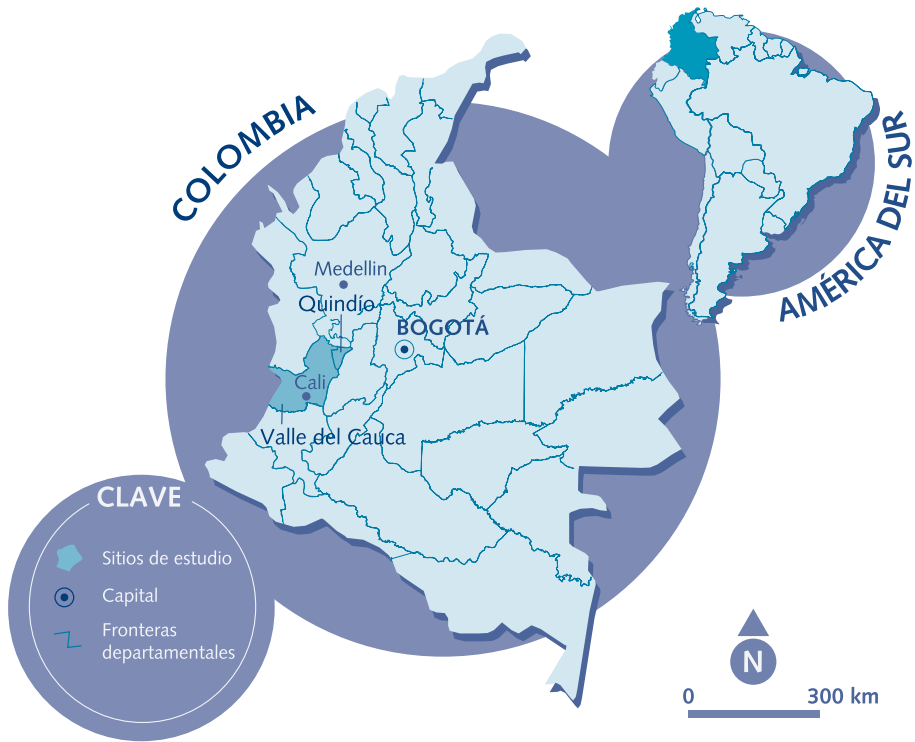 COLOMBIA
AMÉRICA DEL SUR
Medellin
Quindío
BOGOTÁ
Cali
Valle del Cauca
CLAVE
Sitios de estudio
Capital
Fronteras
departamentales
N
0 300 km